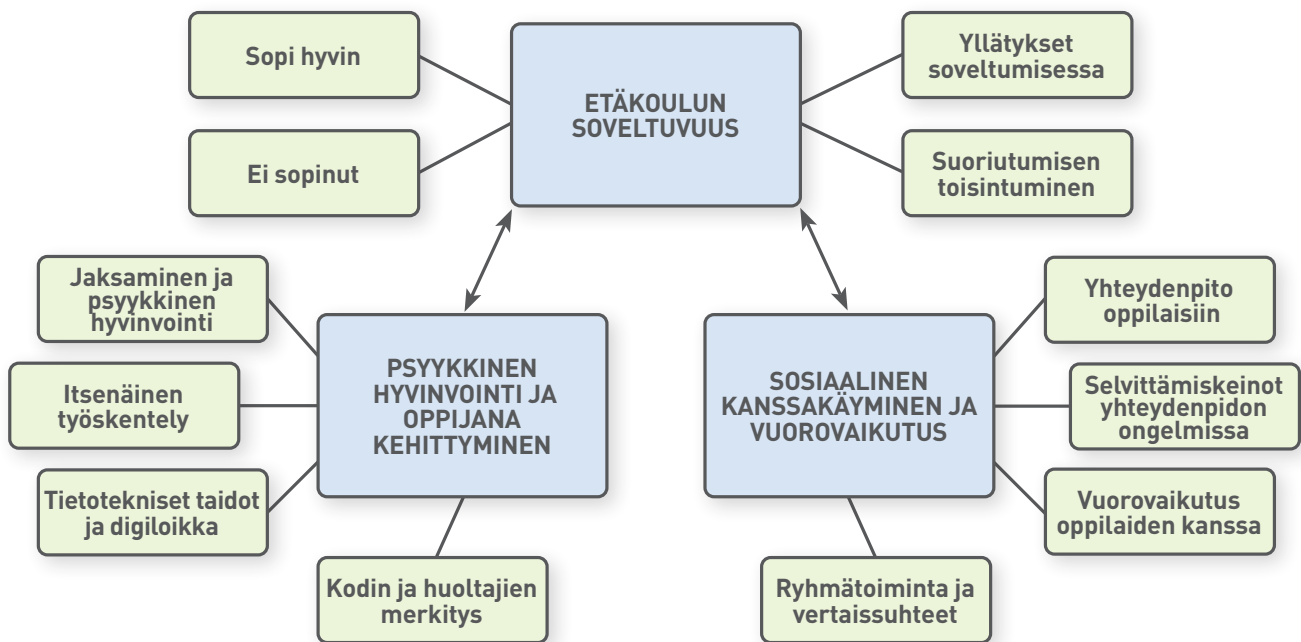 Sopi hyvin
Ei sopinut
ETÄKOULUN
SOVELTUVUUS
Yllätykset
soveltumisessa
Suoriutumisen
toisintuminen
Jaksaminen ja
psyykkinen
hyvinvointi
Itsenäinen
työskentely
Tietotekniset taidot
ja digiloikka
PSYYKKINEN
HYVINVOINTI JA
OPPIJANA
KEHITTYMINEN
Kodin ja huoltajien
merkitys
SOSIAALINEN
KANSSAKÄYMINEN JA
VUOROVAIKUTUS
Yhteydenpito
oppilaisiin
Selvittämiskeinot
yhteydenpidon
ongelmissa
Vuorovaikutus
oppilaiden kanssa
Ryhmätoiminta ja
vertaissuhteet